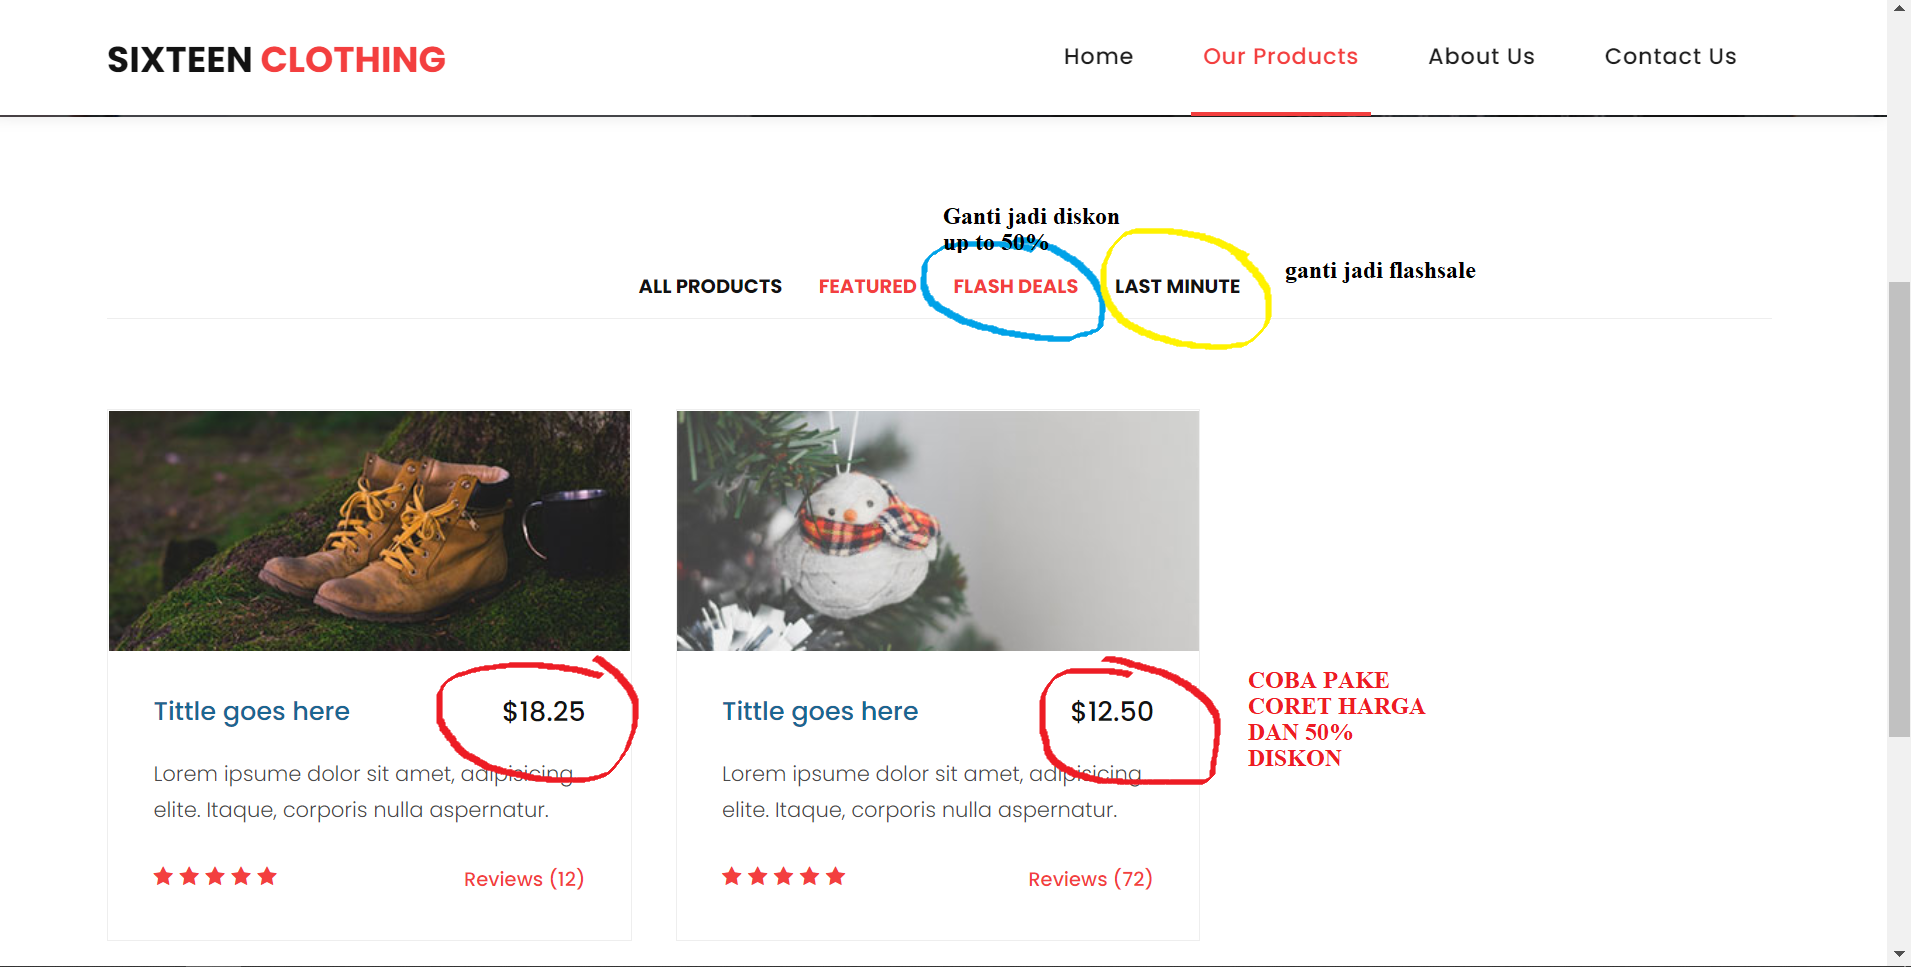 SIXTEEN CLOTHING
Home Our Products About Us Contact Us
Ganti jadi diskon
up to 50%
ganti jadi flashsale
ALL PRODUCTS FEATURED FLASH DEALS LAST MINUTE
Tittle goes here $18.25
Lorem ipsume dolor sit amet, adipisicing
elite. Itaque, corporis nulla aspernatur.
Reviews (12)
Tittle goes here $12.50
Lorem ipsume dolor sit amet, adipisicing
elite. Itaque, corporis nulla aspernatur.
Reviews (72)
COBA PAKE
CORET HARGA
DAN 50%
DISKON